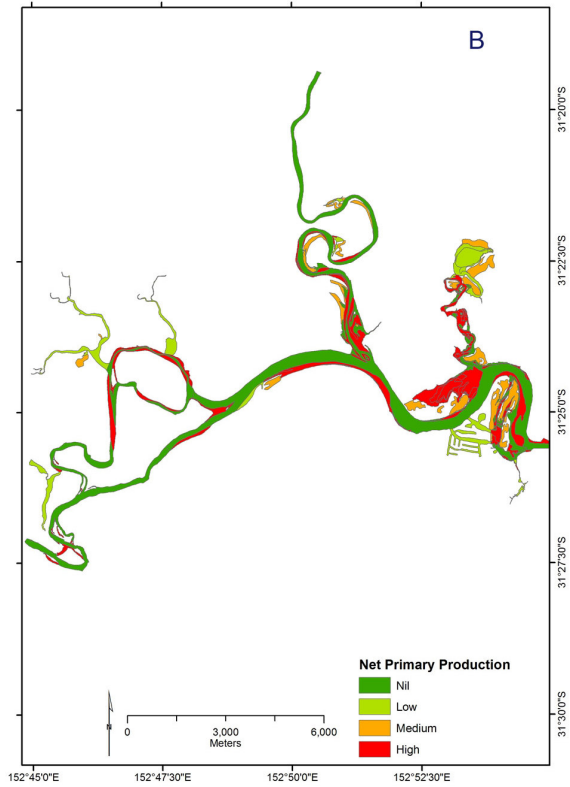 B
31°20'0"S
31°22'30"S
31°25'0"S
31°27'30"S
31°30'0"S
Net Primary Production
Nil
Low
Medium
High
N
0 3,000 6,000
Meters
152°45'0"E 152°47'30"E 152°50'0"E 152°52'30"E